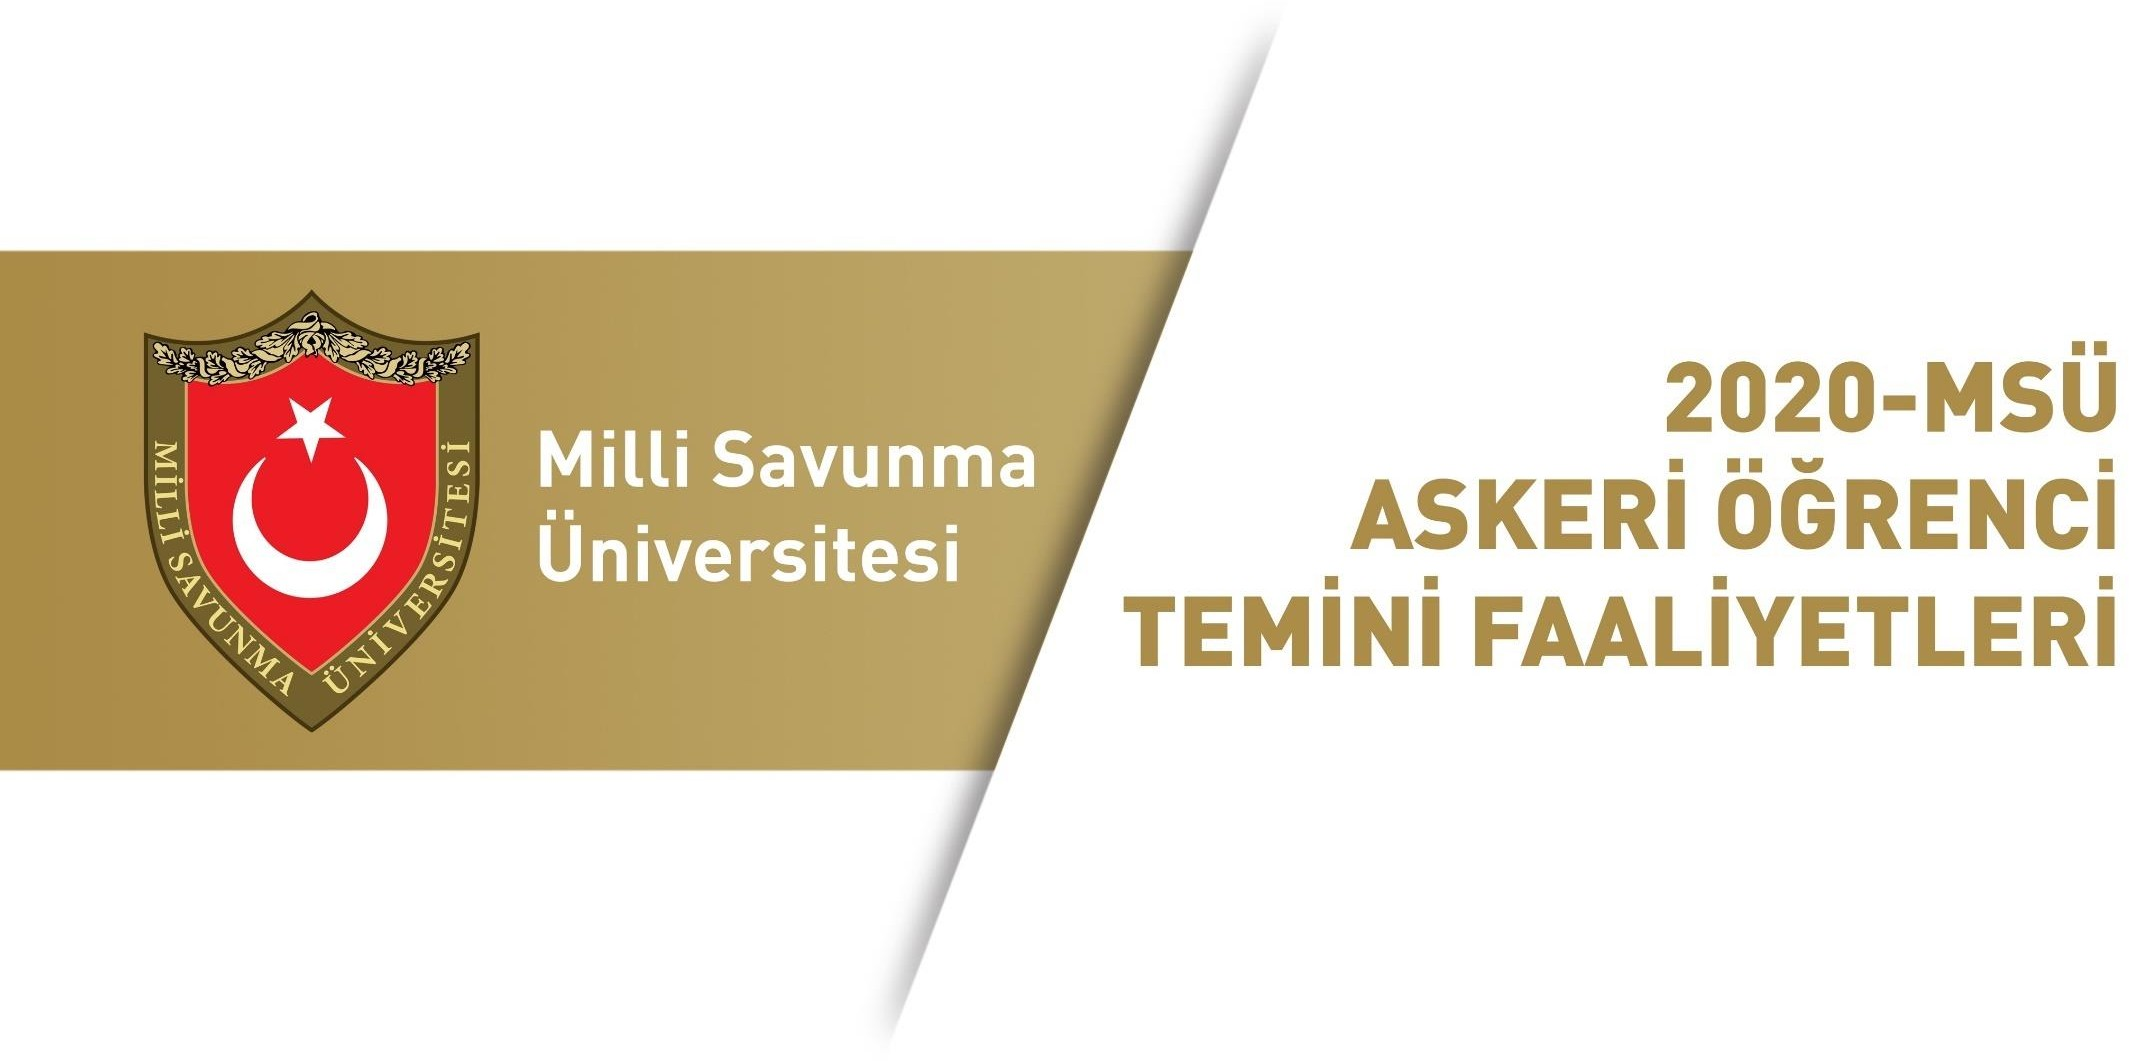 MİLLİ SAVUNMA ÜNİVERSİTESİ
Milli Savunma
Üniversitesi
2020-MSÜ
ASKERİ ÖĞRENCİ
TEMİNİ FAALİYETLERİ